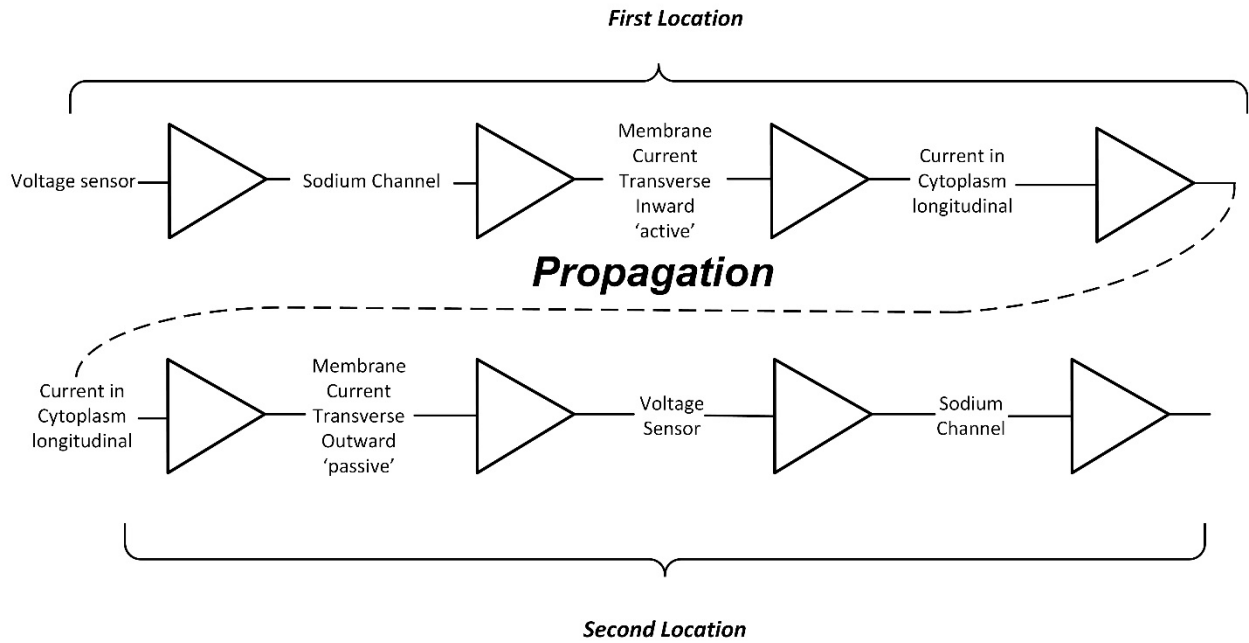 First Location
Voltage sensor
Sodium Channel
Membrane
Current
Transverse
Inward
‘active’
Current in
Cytoplasm
longitudinal
Propagation
Current in
Cytoplasm
longitudinal
Membrane
Current
Transverse
Outward
‘passive’
Voltage
Sensor
Sodium
Channel
Second Location